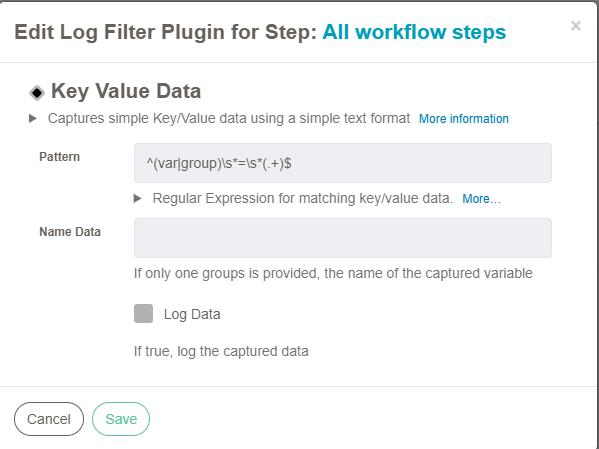 Edit Log Filter Plugin for Step: All workflow steps
×
Key Value Data
Captures simple Key/Value data using a simple text format More information
Pattern
^(var|group)\s*=\s*(.+)$
Regular Expression for matching key/value data. More...
Name Data
If only one groups is provided, the name of the captured variable
Log Data
If true, log the captured data
Cancel Save